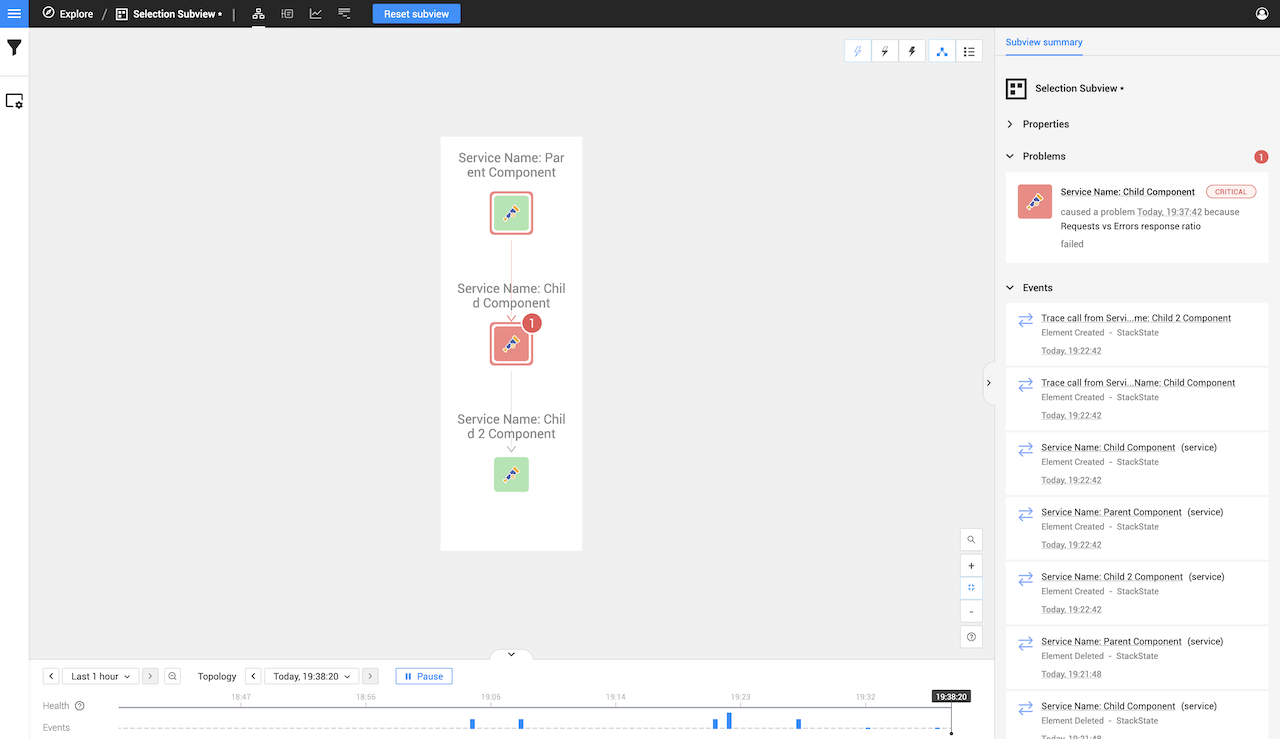 Explore / Selection Subview * | Reset subview
Service Name: Par
ent Component
Service Name: Chil
d Component
1
Service Name: Chil
d 2 Component
+
-
Last 1 hour Topology Today, 19:38:20 Pause
18:47 18:56 19:05 19:14 19:23 19:32 19:38:20
Health
Events
Subview summary
Selection Subview *
Properties
Problems 1
Service Name: Child Component CRITICAL
caused a problem Today, 19:37:42 because
Requests vs Errors response ratio
failed
Events
Trace call from Servi...me: Child 2 Component
Element Created - StackState
Today, 19:22:42
Trace call from Servi...Name: Child Component
Element Created - StackState
Today, 19:22:42
Service Name: Child Component (service)
Element Created - StackState
Today, 19:22:42
Service Name: Parent Component (service)
Element Created - StackState
Today, 19:22:42
Service Name: Child 2 Component (service)
Element Created - StackState
Today, 19:22:42
Service Name: Parent Component (service)
Element Deleted - StackState
Today, 19:21:48
Service Name: Child Component (service)
Element Deleted - StackState
Today, 19:21:48